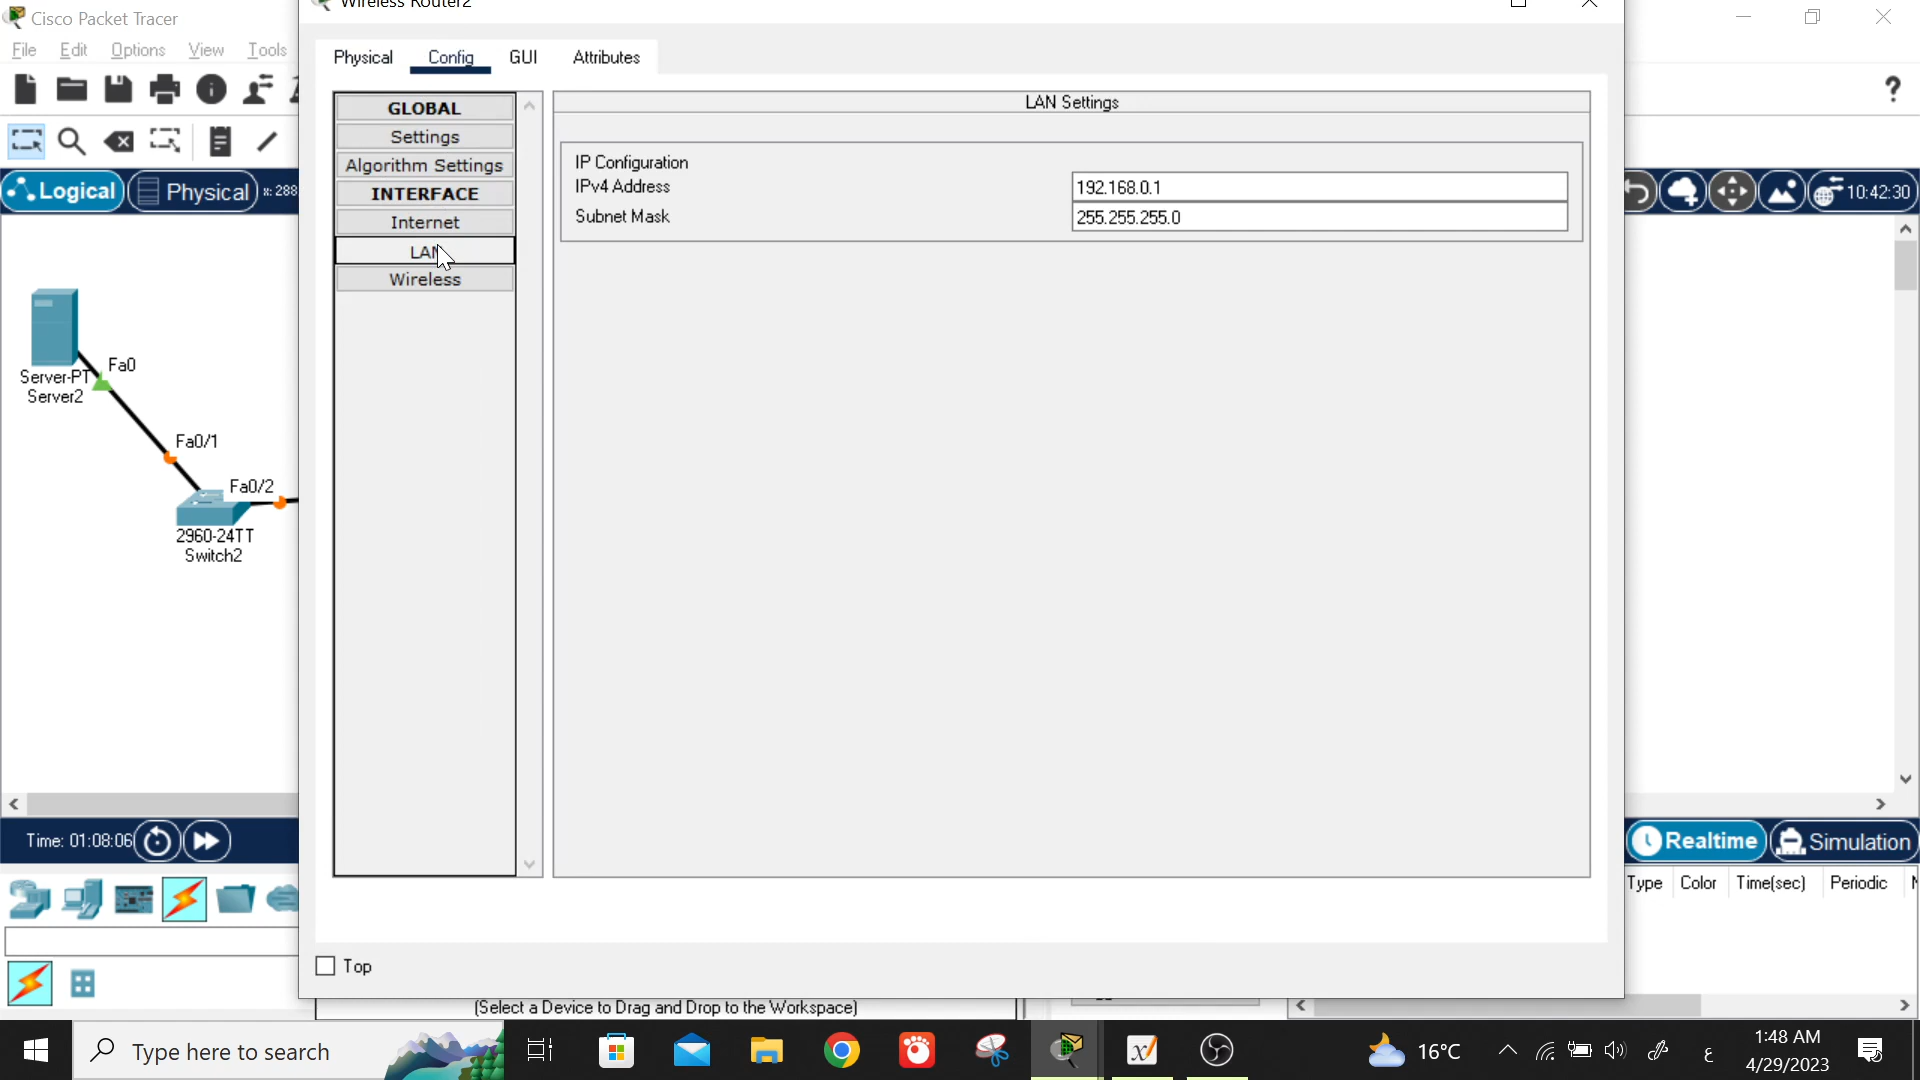 Cisco Packet Tracer
Wireless Router2
File Edit Options View Tools
Physical Config GUI Attributes
?
Logical Physical x: 288
10:42:30
GLOBAL
Settings
Algorithm Settings
INTERFACE
Internet
LAN
Wireless
LAN Settings
IP Configuration
IPv4 Address 192.168.0.1
Subnet Mask 255.255.255.0
Fa0
Server-PT
Server2
Fa0/1
Fa0/2
2960-24TT
Switch2
Time: 01:08:06
Realtime Simulation
Type Color Time(sec) Periodic
Top
(Select a Device to Drag and Drop to the Workspace)
Type here to search
16°C
ع
1:48 AM
4/29/2023